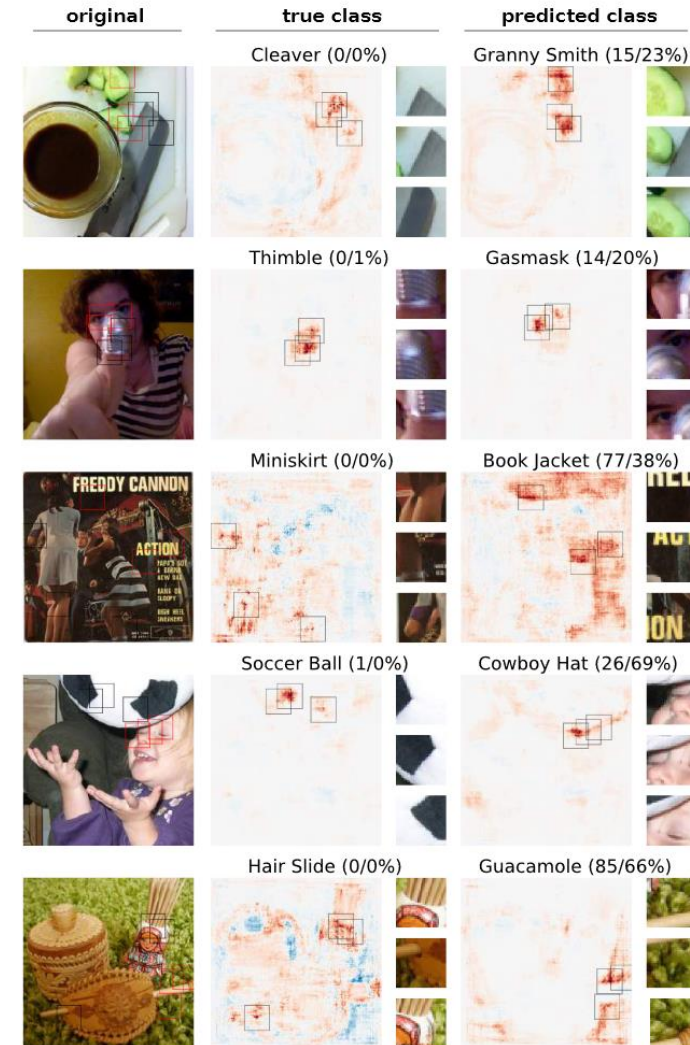 original true class predicted class
Cleaver (0/0%) Granny Smith (15/23%)
Thimble (0/1%) Gasmask (14/20%)
Miniskirt (0/0%) Book Jacket (77/38%)
FREDDY CANNON
ACTION
Soccer Ball (1/0%) Cowboy Hat (26/69%)
Hair Slide (0/0%) Guacamole (85/66%)